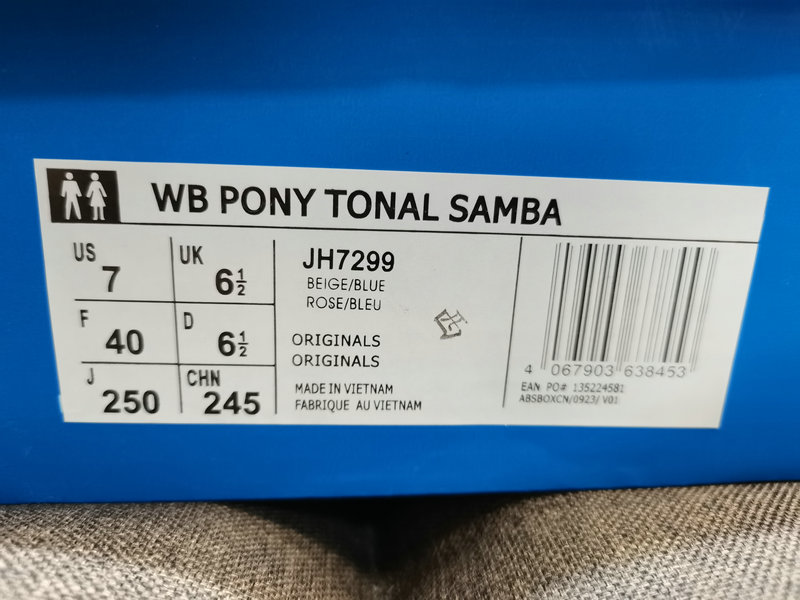 WB PONY TONAL SAMBA
US 7
UK 6½
F 40
D 6½
J 250
CHN 245
JH7299
BEIGE/BLUE
ROSE/BLEU
ORIGINALS
ORIGINALS
MADE IN VIETNAM
FABRIQUE AU VIETNAM
4 067903 638453
EAN PO# 135224581
ABSBOXCN/0923/ V01